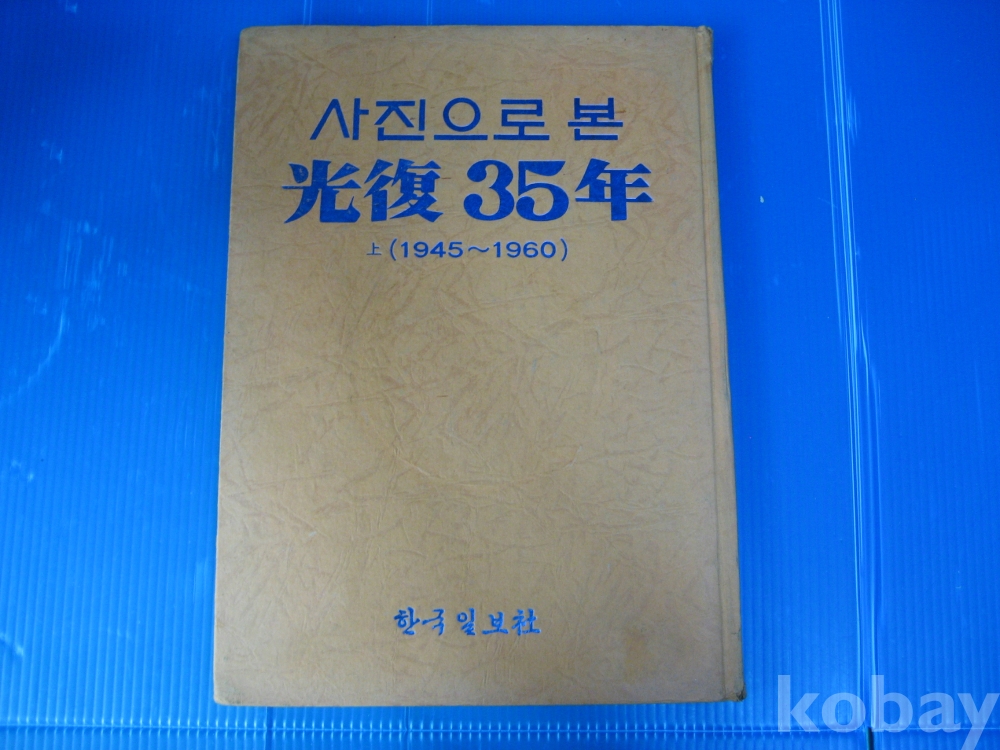 사진으로 본
光復 35年
上 (1945~1960)
한국일보社
kobay